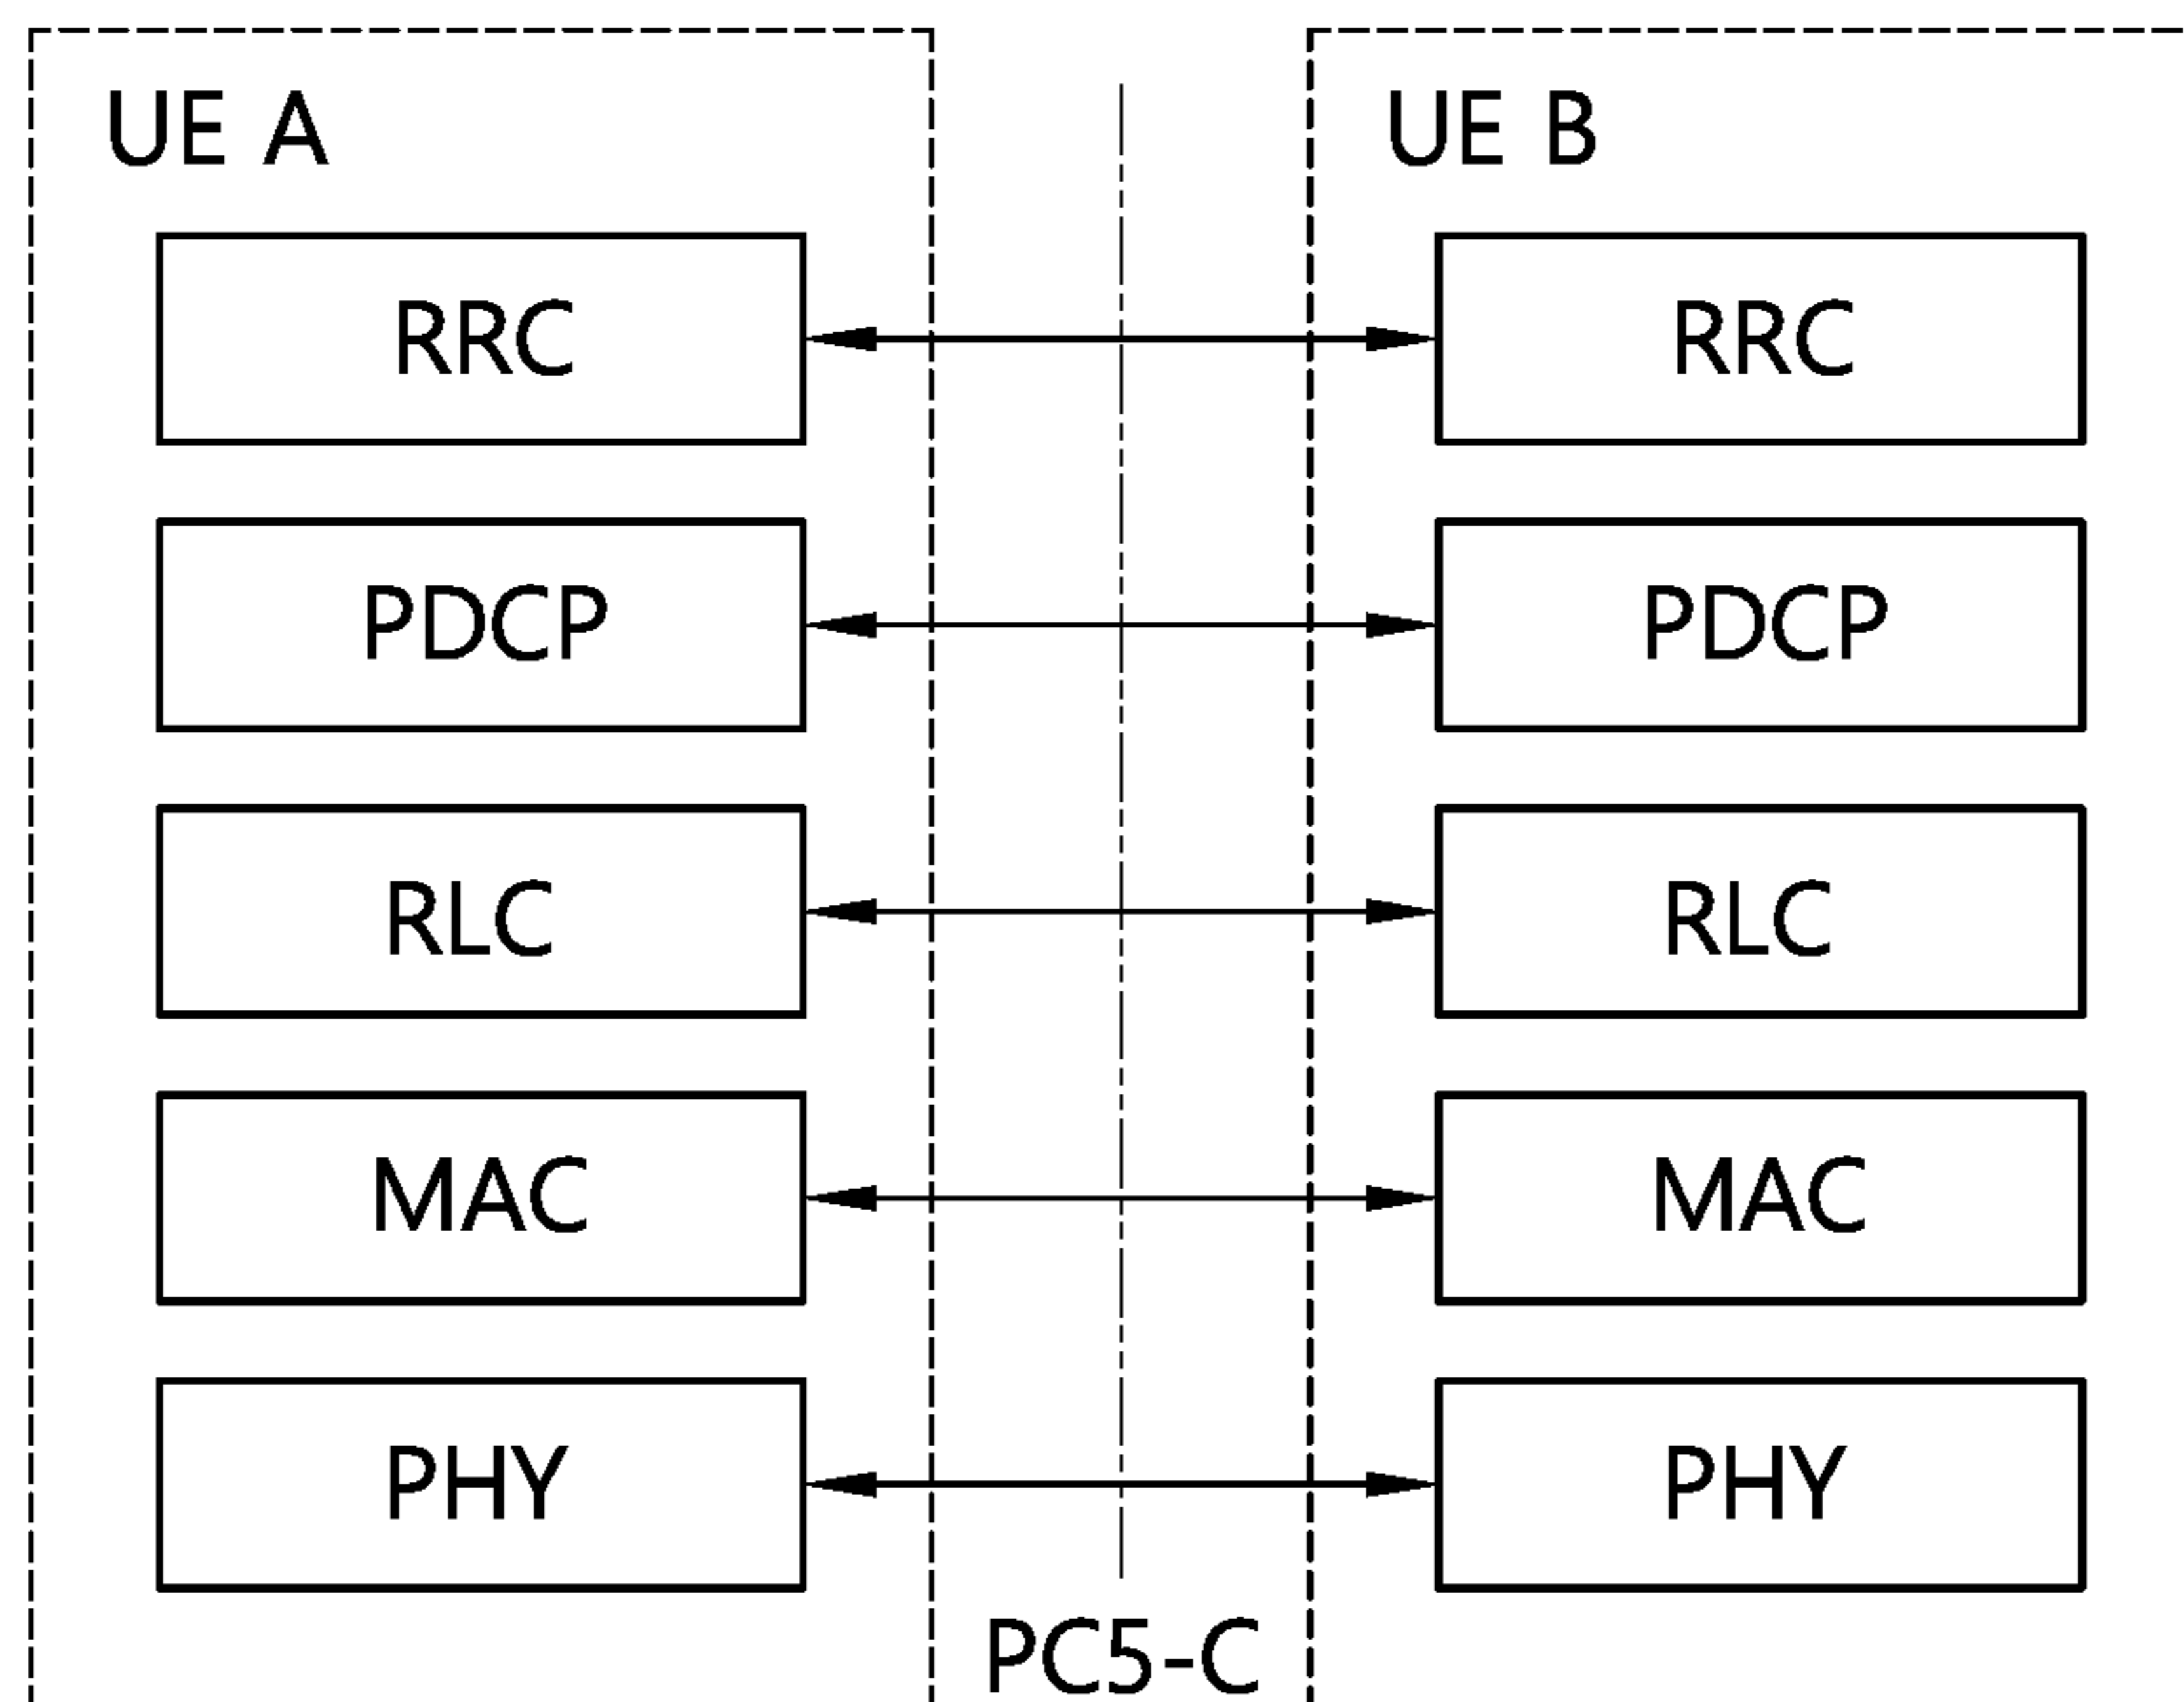 UE A
UE B
RRC
RRC
PDCP
PDCP
RLC
RLC
MAC
MAC
PHY
PHY
PC5-C